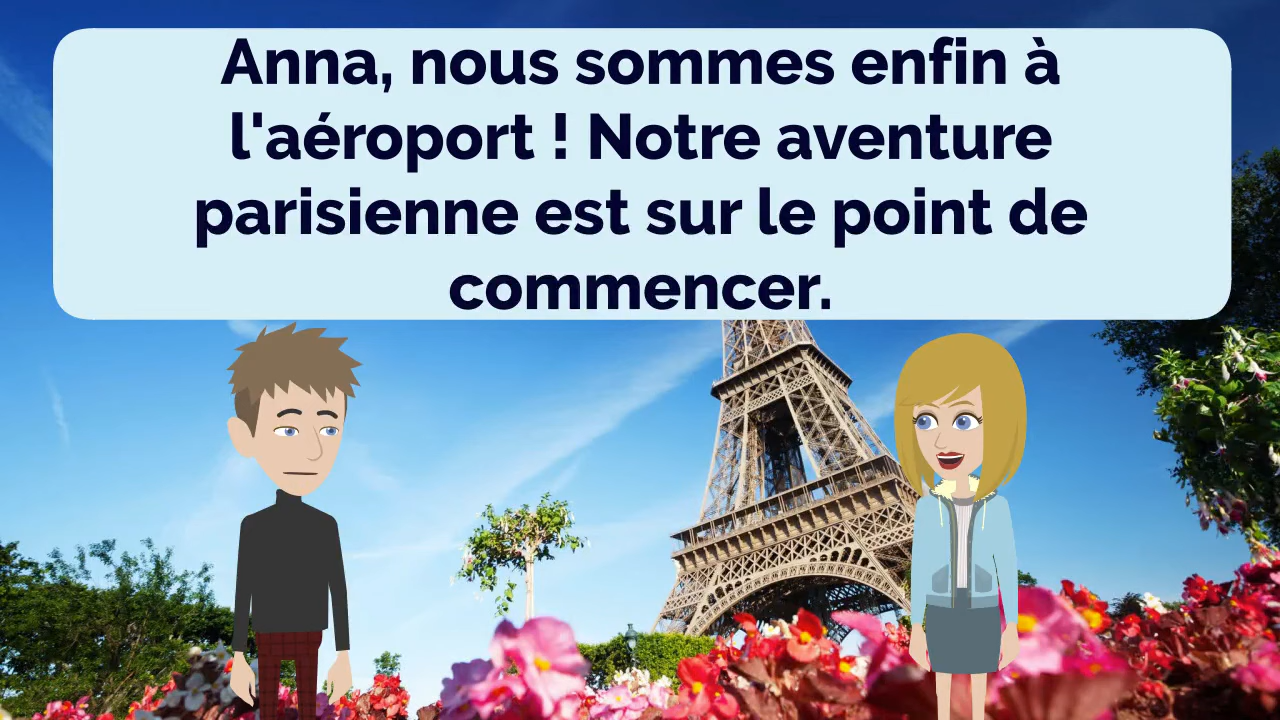 Anna, nous sommes enfin à
l'aéroport ! Notre aventure
parisienne est sur le point de
commencer.